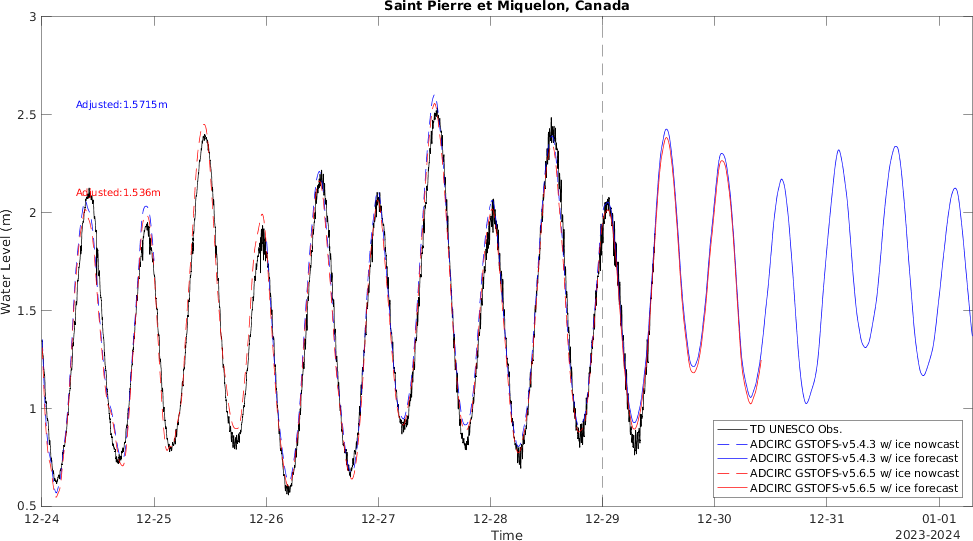 Saint Pierre et Miquelon, Canada
3
2.5
2
1.5
1
0.5
Water Level (m)
Adjusted:1.5715m
Adjusted:1.536m
TD UNESCO Obs.
ADCIRC GSTOFS-v5.4.3 w/ ice nowcast
ADCIRC GSTOFS-v5.4.3 w/ ice forecast
ADCIRC GSTOFS-v5.6.5 w/ ice nowcast
ADCIRC GSTOFS-v5.6.5 w/ ice forecast
12-24 12-25 12-26 12-27 12-28 12-29 12-30 12-31 01-01
Time
2023-2024